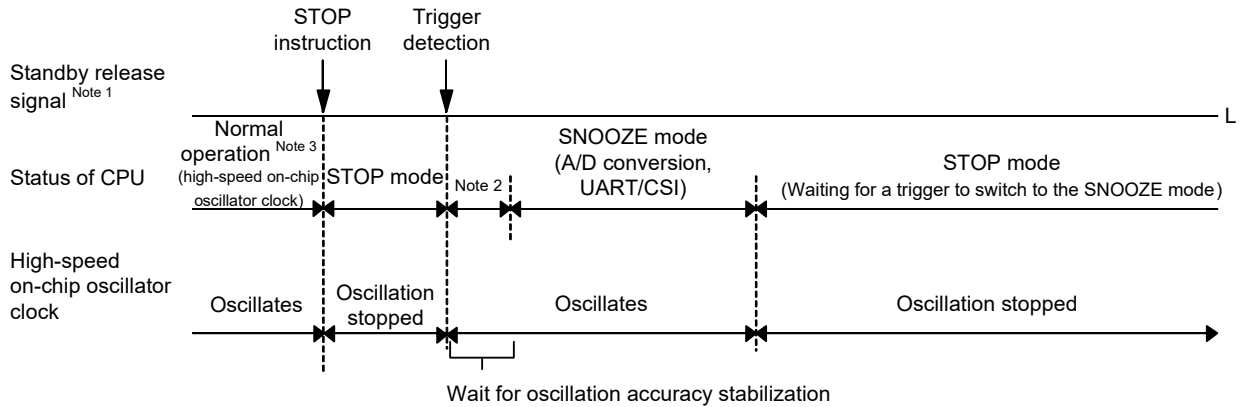 STOP
instruction
Trigger
detection
Standby release
signal Note 1
L
Status of CPU
Normal
operation Note 3
(high-speed on-chip
oscillator clock)
STOP mode
Note 2
SNOOZE mode
(A/D conversion,
UART/CSI)
STOP mode
(Waiting for a trigger to switch to the SNOOZE mode)
High-speed
on-chip oscillator
clock
Oscillates
Oscillation
stopped
Oscillates
Oscillation stopped
Wait for oscillation accuracy stabilization